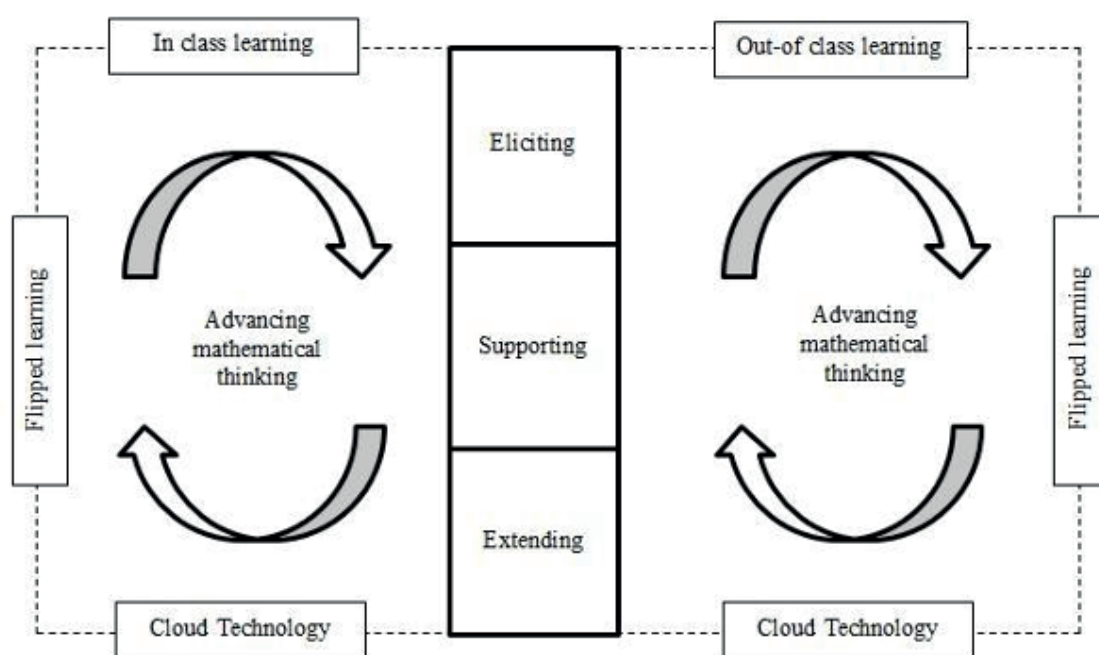 In class learning
Out-of class learning
Eliciting
Flipped learning
Advancing
mathematical
thinking
Supporting
Advancing
mathematical
thinking
Flipped learning
Extending
Cloud Technology
Cloud Technology